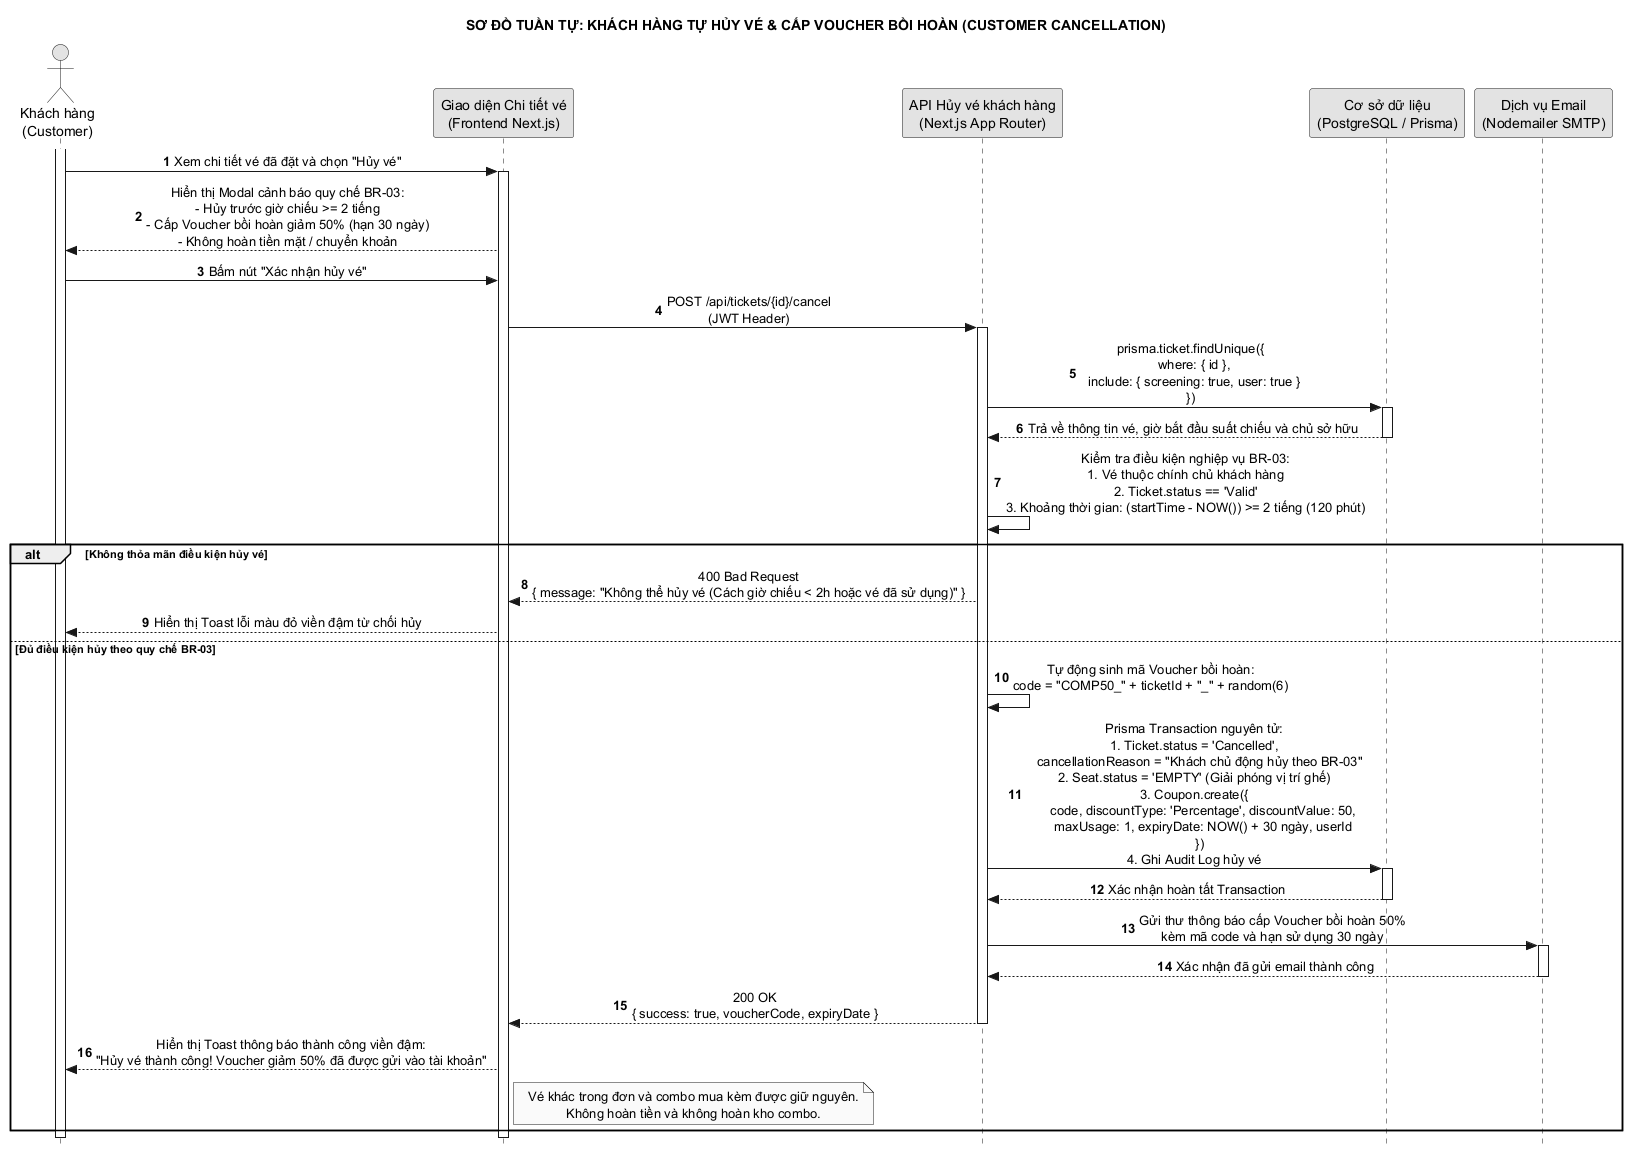 SƠ ĐỒ TUẦN TỰ: KHÁCH HÀNG TỰ HỦY VÉ & CẤP VOUCHER BỒI HOÀN (CUSTOMER CANCELLATION)
Khách hàng
(Customer)
Giao diện Chi tiết vé
(Frontend Next.js)
API Hủy vé khách hàng
(Next.js App Router)
Cơ sở dữ liệu
(PostgreSQL / Prisma)
Dịch vụ Email
(Nodemailer SMTP)
1 Xem chi tiết vé đã đặt và chọn "Hủy vé"
2 Hiển thị Modal cảnh báo quy chế BR-03:
- Hủy trước giờ chiếu >= 2 tiếng
- Cấp Voucher bồi hoàn giảm 50% (hạn 30 ngày)
- Không hoàn tiền mặt / chuyển khoản
3 Bấm nút "Xác nhận hủy vé"
4 POST /api/tickets/{id}/cancel
(JWT Header)
5 prisma.ticket.findUnique({
where: { id },
include: { screening: true, user: true }
})
6 Trả về thông tin vé, giờ bắt đầu suất chiếu và chủ sở hữu
7 Kiểm tra điều kiện nghiệp vụ BR-03:
1. Vé thuộc chính chủ khách hàng
2. Ticket.status == 'Valid'
3. Khoảng thời gian: (startTime - NOW()) >= 2 tiếng (120 phút)
alt [Không thỏa mãn điều kiện hủy vé]
8 400 Bad Request
{ message: "Không thể hủy vé (Cách giờ chiếu < 2h hoặc vé đã sử dụng)" }
9 Hiển thị Toast lỗi màu đỏ viền đậm từ chối hủy
[Đủ điều kiện hủy theo quy chế BR-03]
10 Tự động sinh mã Voucher bồi hoàn:
code = "COMP50_" + ticketId + "_" + random(6)
11 Prisma Transaction nguyên tử:
1. Ticket.status = 'Cancelled',
cancellationReason = "Khách chủ động hủy theo BR-03"
2. Seat.status = 'EMPTY' (Giải phóng vị trí ghế)
3. Coupon.create({
code, discountType: 'Percentage', discountValue: 50,
maxUsage: 1, expiryDate: NOW() + 30 ngày, userId
})
4. Ghi Audit Log hủy vé
12 Xác nhận hoàn tất Transaction
13 Gửi thư thông báo cấp Voucher bồi hoàn 50%
kèm mã code và hạn sử dụng 30 ngày
14 Xác nhận đã gửi email thành công
15 200 OK
{ success: true, voucherCode, expiryDate }
16 Hiển thị Toast thông báo thành công viền đậm:
"Hủy vé thành công! Voucher giảm 50% đã được gửi vào tài khoản"
Vé khác trong đơn và combo mua kèm được giữ nguyên.
Không hoàn tiền và không hoàn kho combo.